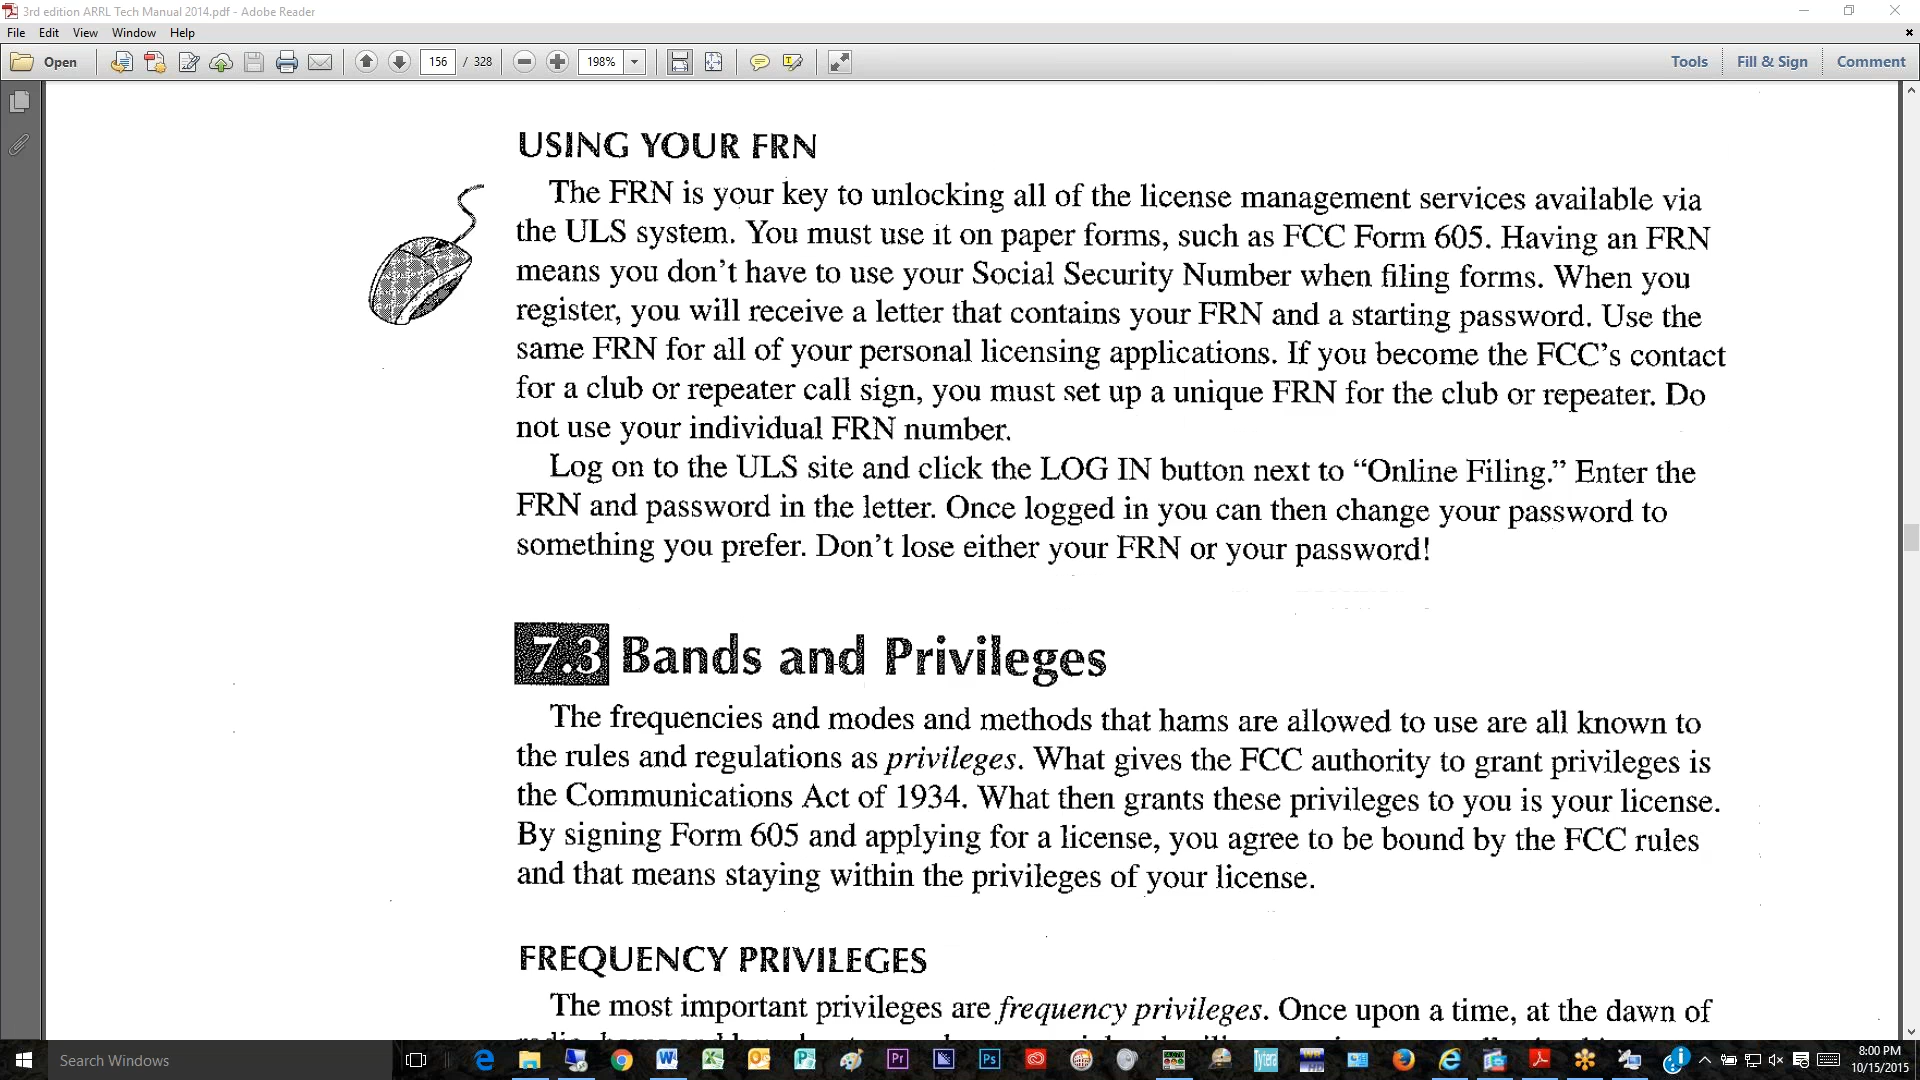 3rd edition ARRL Tech Manual 2014.pdf - Adobe Reader
File Edit View Window Help
Open 156 / 328 198% Tools Fill & Sign Comment
USING YOUR FRN
The FRN is your key to unlocking all of the license management services available via
the ULS system. You must use it on paper forms, such as FCC Form 605. Having an FRN
means you don't have to use your Social Security Number when filing forms. When you
register, you will receive a letter that contains your FRN and a starting password. Use the
same FRN for all of your personal licensing applications. If you become the FCC's contact
for a club or repeater call sign, you must set up a unique FRN for the club or repeater. Do
not use your individual FRN number.
Log on to the ULS site and click the LOG IN button next to “Online Filing.” Enter the
FRN and password in the letter. Once logged in you can then change your password to
something you prefer. Don't lose either your FRN or your password!
7.3 Bands and Privileges
The frequencies and modes and methods that hams are allowed to use are all known to
the rules and regulations as privileges. What gives the FCC authority to grant privileges is
the Communications Act of 1934. What then grants these privileges to you is your license.
By signing Form 605 and applying for a license, you agree to be bound by the FCC rules
and that means staying within the privileges of your license.
FREQUENCY PRIVILEGES
The most important privileges are frequency privileges. Once upon a time, at the dawn of
Search Windows
Pr Ps Tytera
8:00 PM
10/15/2015